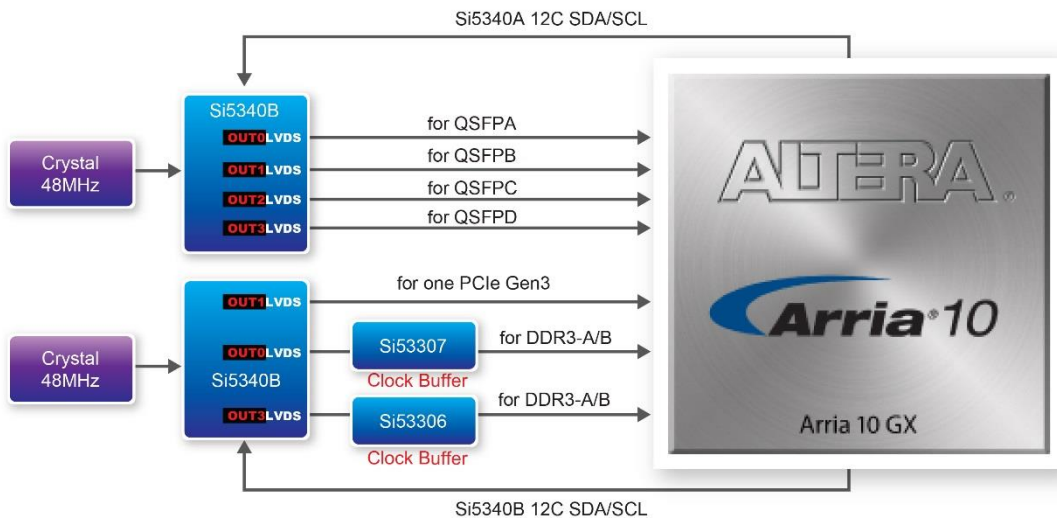 Si5340A 12C SDA/SCL
Si5340B
OUT0LVDS
OUT1LVDS
OUT2LVDS
OUT3LVDS
Crystal
48MHz
for QSFPA
for QSFPB
for QSFPC
for QSFPD
ALTERA®
Arria® 10
Arria 10 GX
Crystal
48MHz
OUT1LVDS
OUT0LVDS
Si5340B
OUT3LVDS
for one PCIe Gen3
Si53307
Clock Buffer
for DDR3-A/B
Si53306
Clock Buffer
for DDR3-A/B
Si5340B 12C SDA/SCL